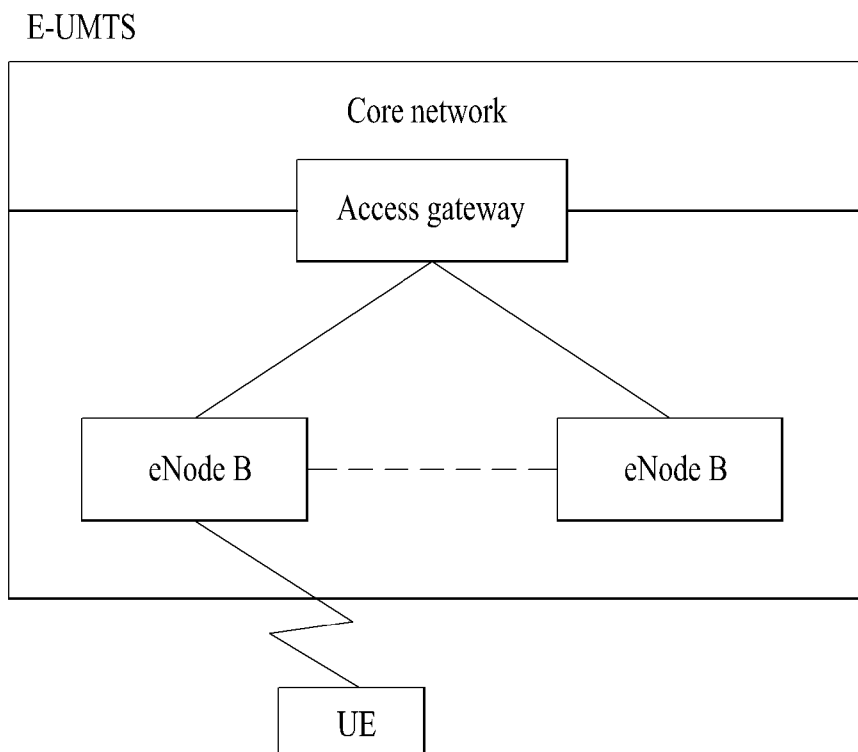 E-UMTS
Core network
Access gateway
eNode B
eNode B
UE